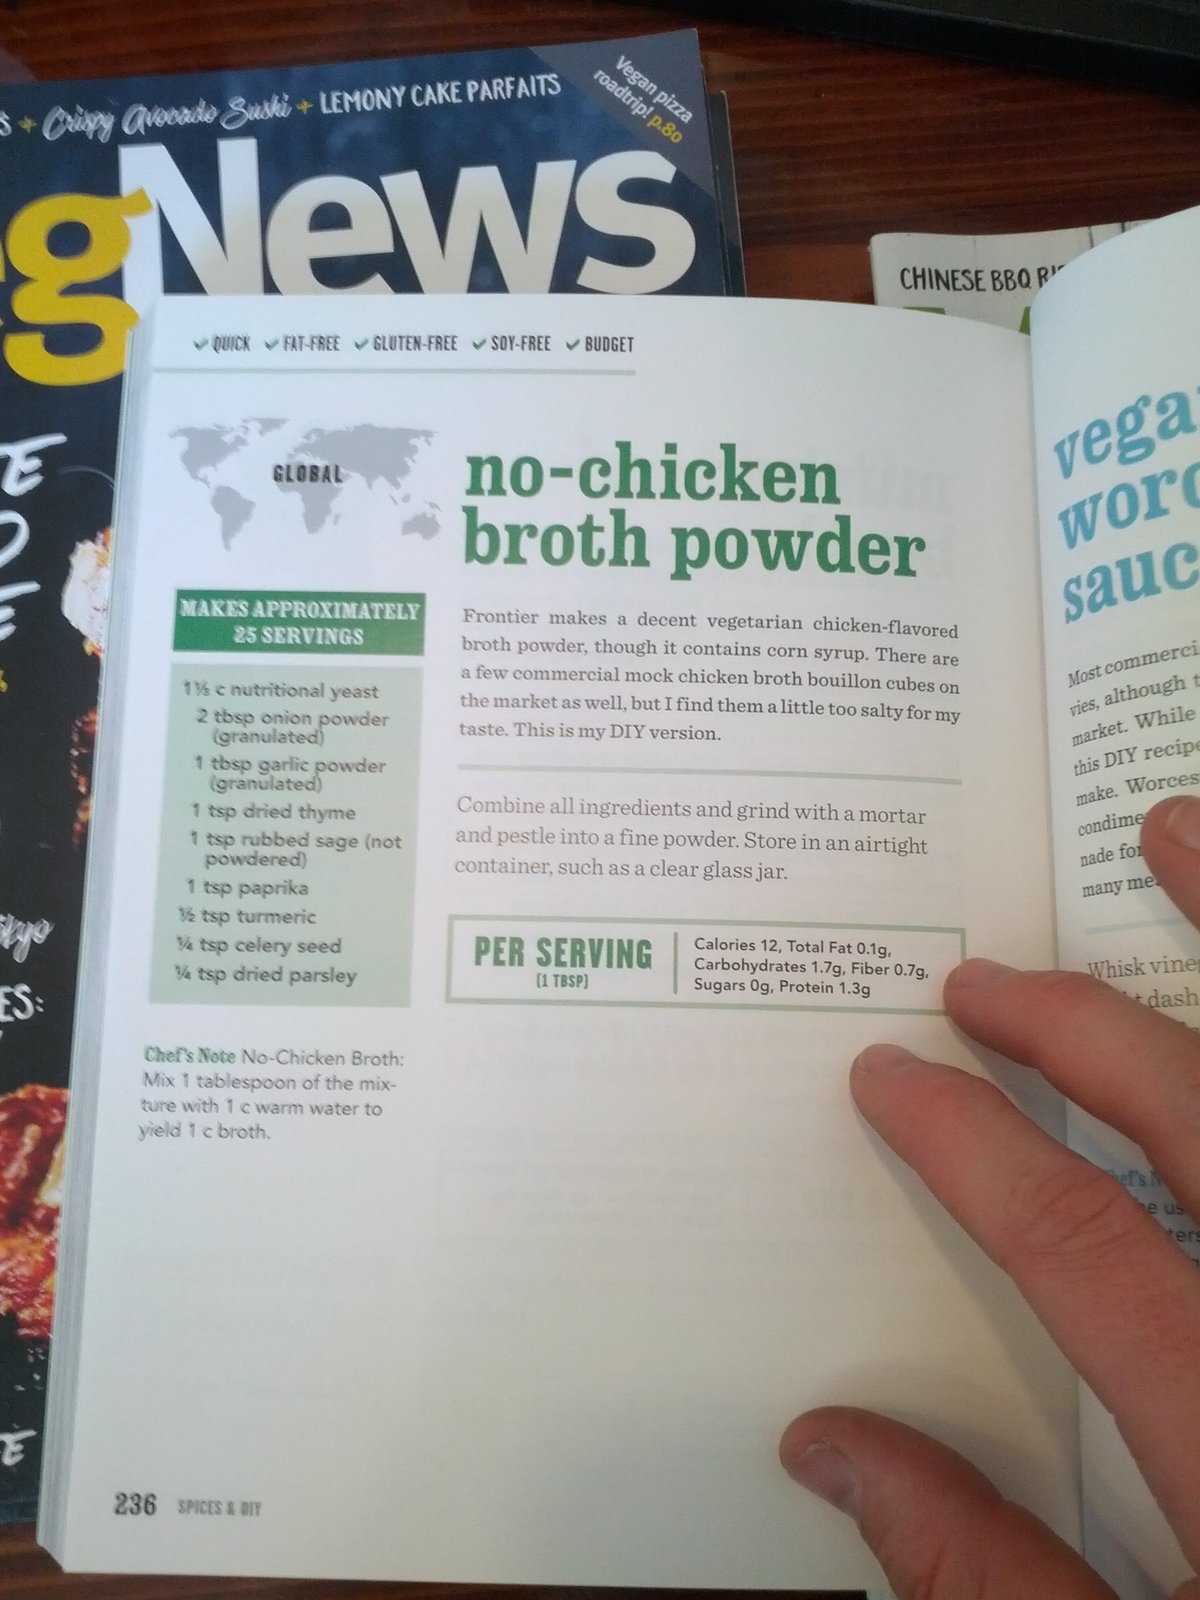 + Crispy Avocado Sushi + LEMONY CAKE PARFAITS
Vegan pizza
roadtrip! p.80
gNews
CHINESE BBQ
QUICK FAT-FREE GLUTEN-FREE SOY-FREE BUDGET
GLOBAL
no-chicken
broth powder
MAKES APPROXIMATELY
25 SERVINGS
nutritional yeast
2 tbsp onion powder
(granulated)
1 tbsp garlic powder
(granulated)
1 tsp dried thyme
1 tsp rubbed sage (not
powdered)
1 tsp paprika
½ tsp turmeric
¼ tsp celery seed
¼ tsp dried parsley
Chef's Note No-Chicken Broth:
Mix 1 tablespoon of the mix-
ture with 1 c warm water to
yield 1 c broth.
Frontier makes a decent vegetarian chicken-flavored
broth powder, though it contains corn syrup. There are
a few commercial mock chicken broth bouillon cubes on
the market as well, but I find them a little too salty for my
taste. This is my DIY version.
Combine all ingredients and grind with a mortar
and pestle into a fine powder. Store in an airtight
container, such as a clear glass jar.
PER SERVING
(1 TBSP)
Calories 12, Total Fat 0.1g,
Carbohydrates 1.7g, Fiber 0.7g,
Sugars 0g, Protein 1.3g
236 SPICES & DIY
vega
worc
sauc
Most commerci
vies, although t
market. While
this DIY recipe
make. Worces
condime
nade for
many me
Whisk vine
dash